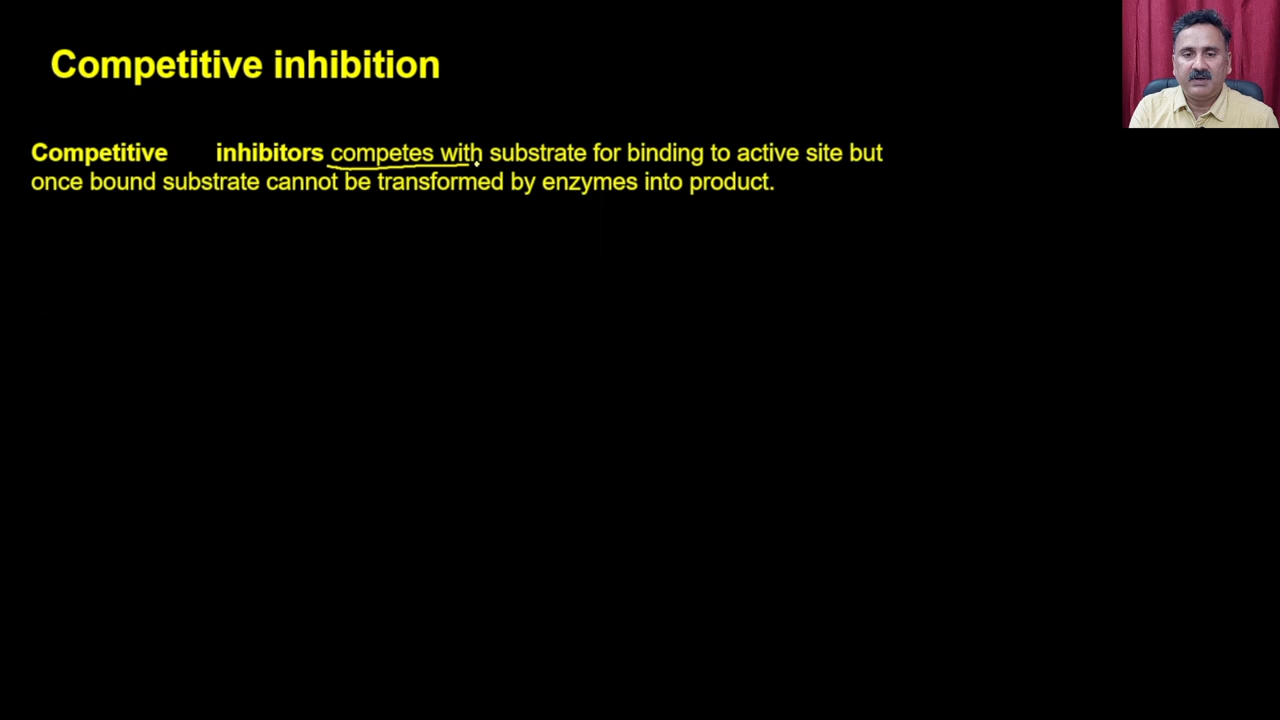 Competitive inhibition
Competitive inhibitors competes with substrate for binding to active site but
once bound substrate cannot be transformed by enzymes into product.